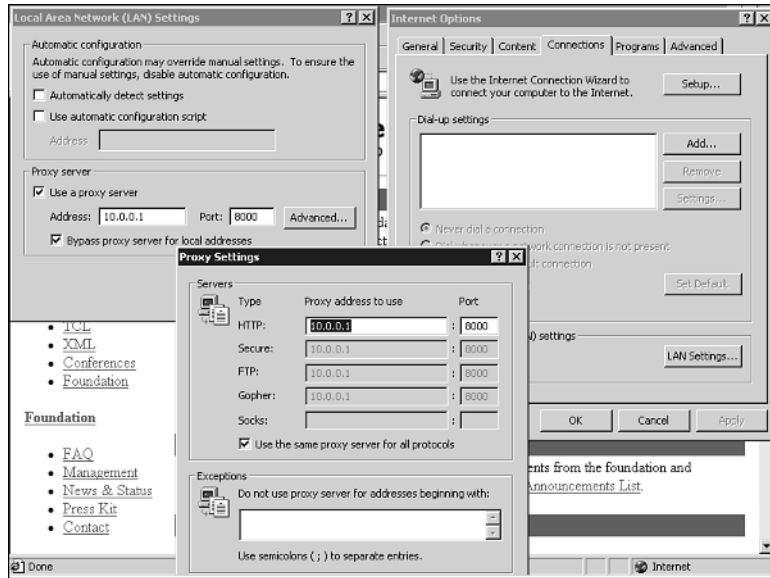 Local Area Network (LAN) Settings
Automatic configuration
Automatic configuration may override manual settings. To ensure the
use of manual settings, disable automatic configuration.
Automatically detect settings
Use automatic configuration script
Address
Proxy server
Use a proxy server
Address: 10.0.0.1 Port: 8000 Advanced...
Bypass proxy server for local addresses
Internet Options
General Security Content Connections Programs Advanced
Use the Internet Connection Wizard to
connect your computer to the Internet.
Setup...
Dial-up settings
Add...
Remove
Settings...
Never dial a connection
network connection is not present
connection
Set Default
settings
LAN Settings...
OK Cancel Apply
Proxy Settings
Servers
Type Proxy address to use Port
HTTP: 10.0.0.1 : 8000
Secure: 10.0.0.1 : 8000
FTP: 10.0.0.1 : 8000
Gopher: 10.0.0.1 : 8000
Socks: :
Use the same proxy server for all protocols
Exceptions
Do not use proxy server for addresses beginning with:
Use semicolons ( ; ) to separate entries.
TCL
XML
Conferences
Foundation
Foundation
FAQ
Management
News & Status
Press Kit
Contact
from the foundation and
Announcements List.
Done
Internet